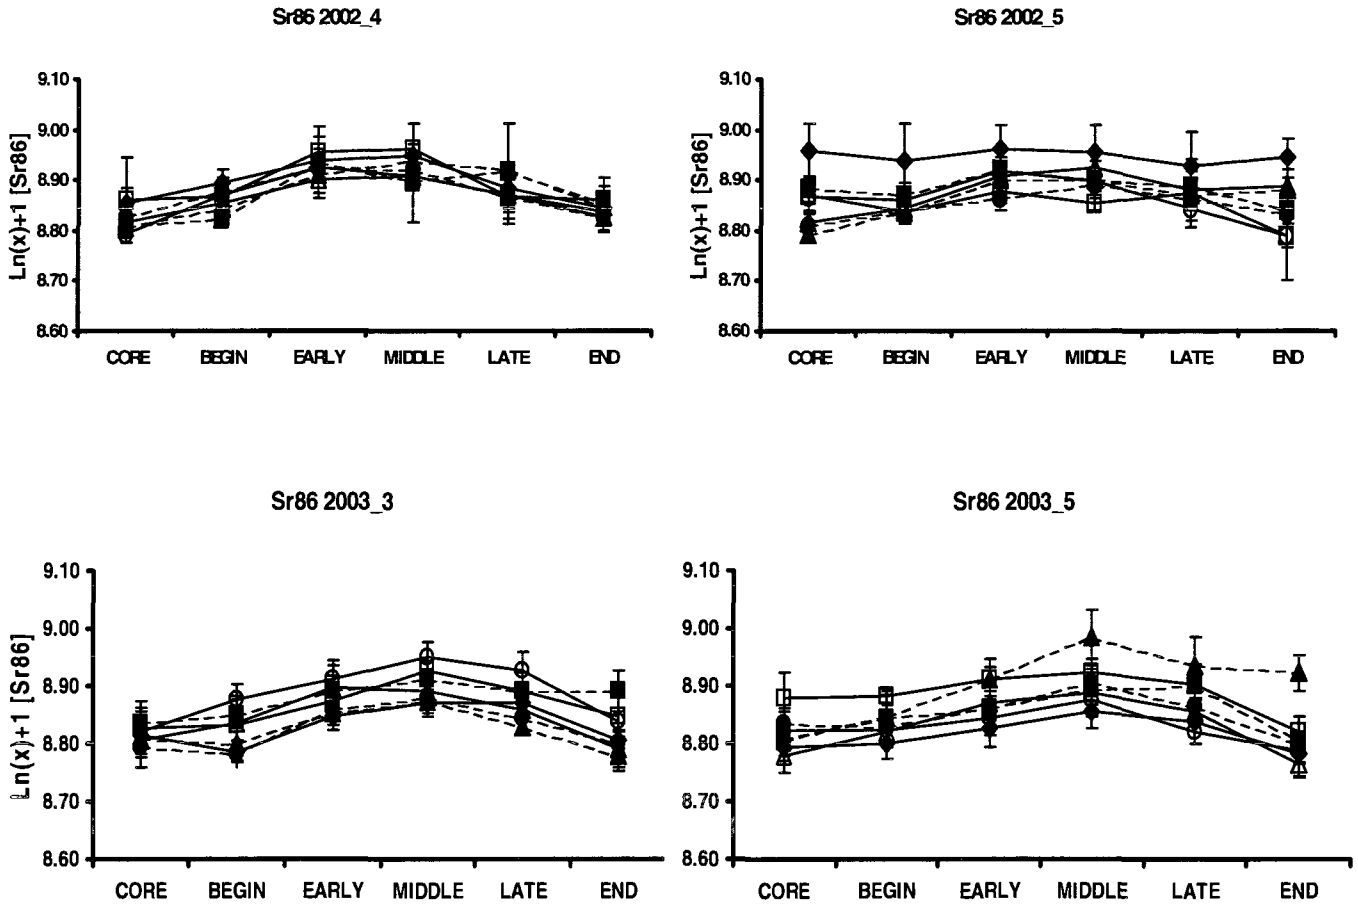 Sr86 2002_4
9.10
9.00
8.90
8.80
8.70
8.60
Ln(x)+1 [Sr86]
CORE BEGIN EARLY MIDDLE LATE END
Sr86 2002_5
9.10
9.00
8.90
8.80
8.70
8.60
Ln(x)+1 [Sr86]
CORE BEGIN EARLY MIDDLE LATE END
Sr86 2003_3
9.10
9.00
8.90
8.80
8.70
8.60
Ln(x)+1 [Sr86]
CORE BEGIN EARLY MIDDLE LATE END
Sr86 2003_5
9.10
9.00
8.90
8.80
8.70
8.60
CORE BEGIN EARLY MIDDLE LATE END